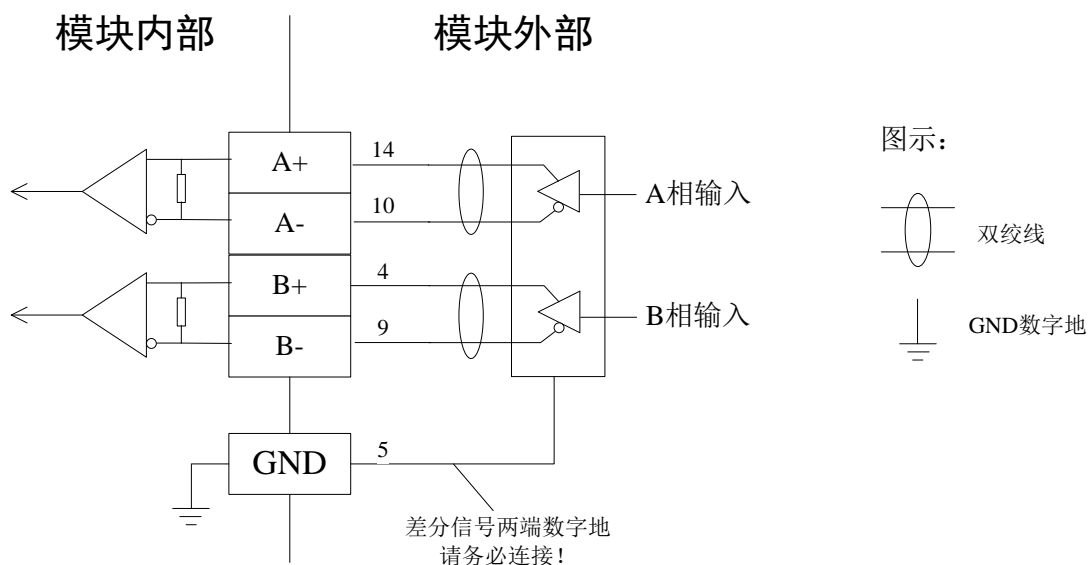 模块内部
模块外部
A+
14
A-
10
A相输入
B+
4
B-
9
B相输入
GND
5
差分信号两端数字地
请务必连接！
图示：
双绞线
GND数字地